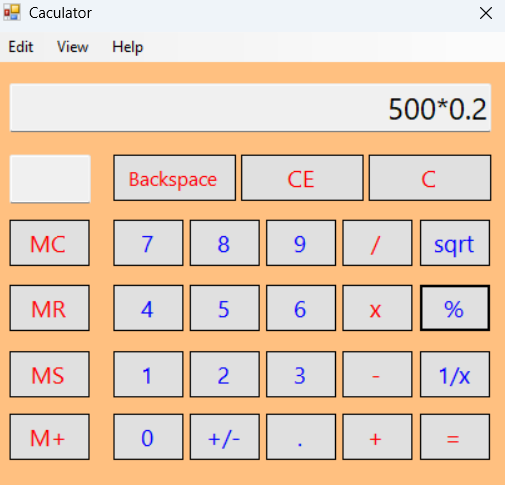 Caculator
Edit View Help
500*0.2
Backspace CE C
MC 7 8 9 / sqrt
MR 4 5 6 x %
MS 1 2 3 - 1/x
M+ 0 +/- . + =